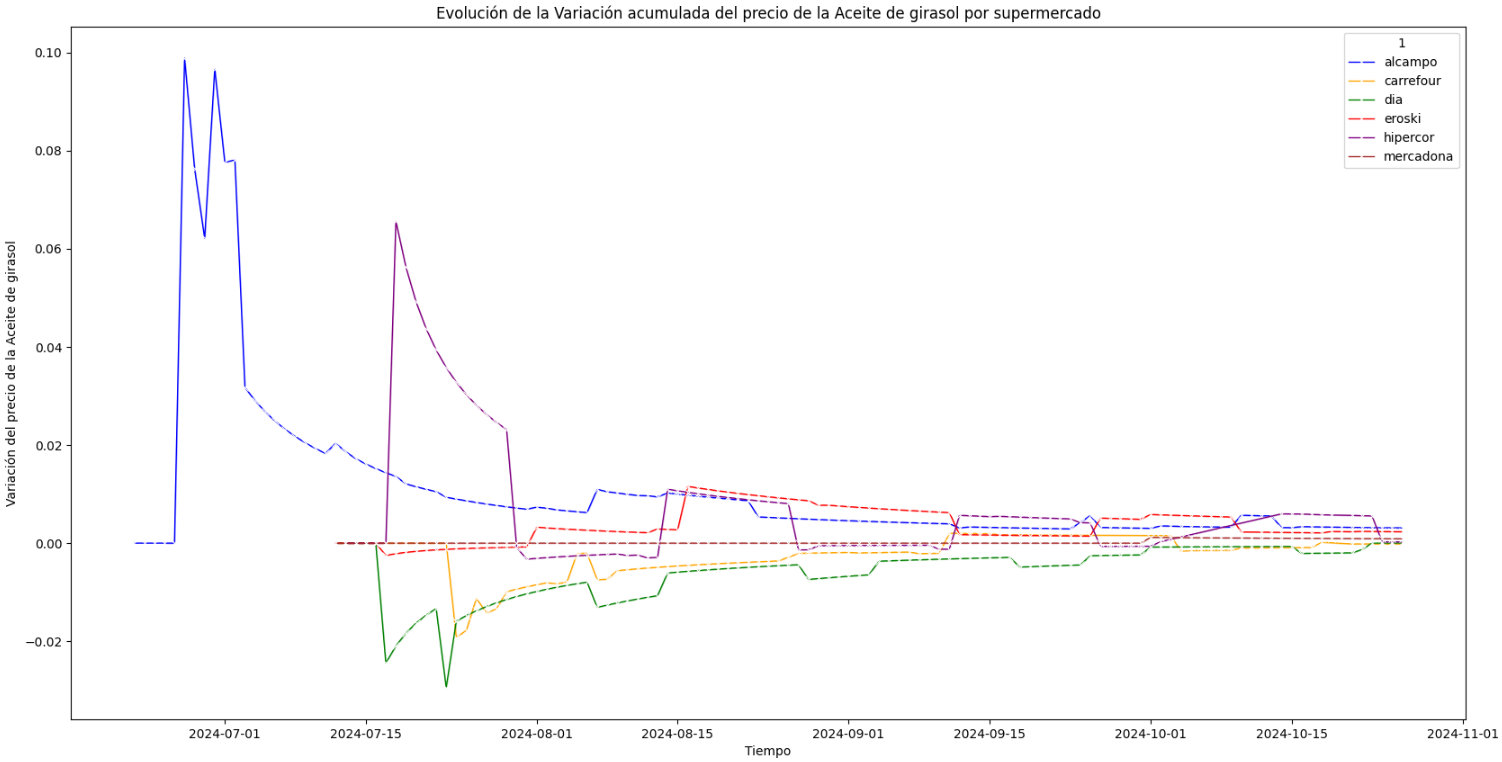 Evolución de la Variación acumulada del precio de la Aceite de girasol por supermercado
1
alcampo
carrefour
dia
eroski
hipercor
mercadona
Variación del precio de la Aceite de girasol
0.10
0.08
0.06
0.04
0.02
0.00
−0.02
2024-07-01
2024-07-15
2024-08-01
2024-08-15
2024-09-01
2024-09-15
2024-10-01
2024-10-15
2024-11-01
Tiempo